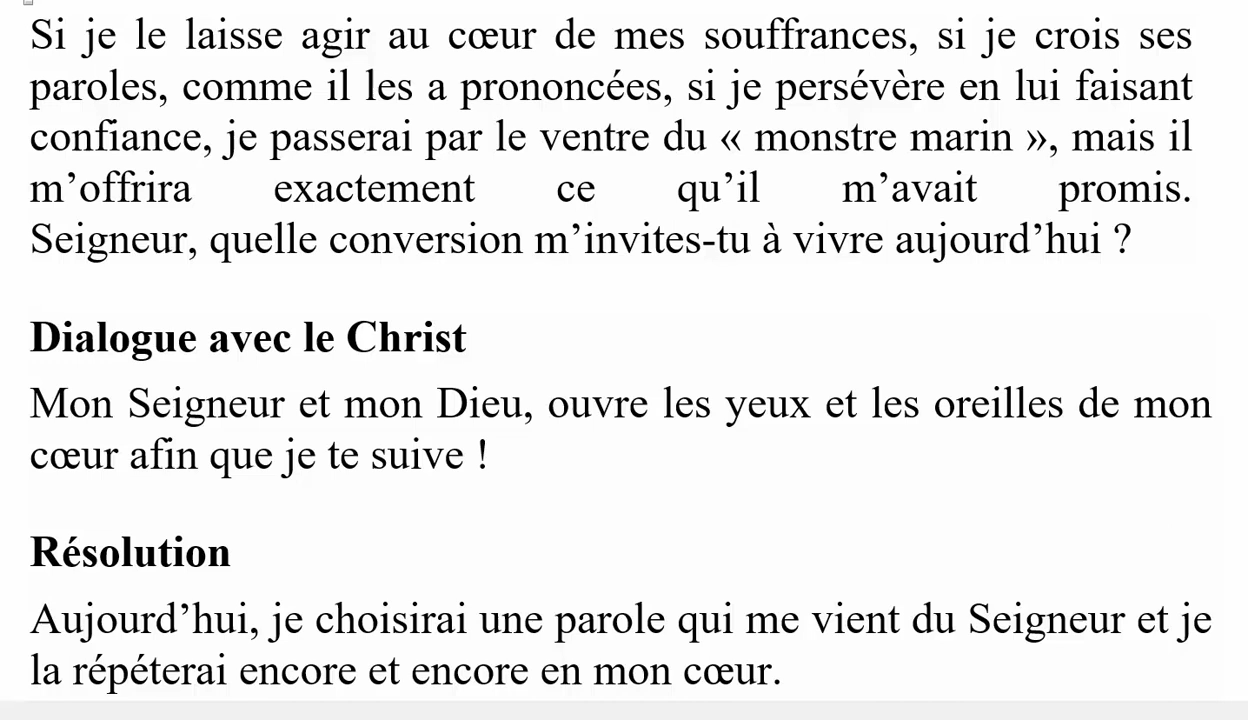 Si je le laisse agir au cœur de mes souffrances, si je crois ses
paroles, comme il les a prononcées, si je persévère en lui faisant
confiance, je passerai par le ventre du « monstre marin », mais il
m’offrira exactement ce qu’il m’avait promis.
Seigneur, quelle conversion m’invites-tu à vivre aujourd’hui ?
Dialogue avec le Christ
Mon Seigneur et mon Dieu, ouvre les yeux et les oreilles de mon
cœur afin que je te suive !
Résolution
Aujourd’hui, je choisirai une parole qui me vient du Seigneur et je
la répéterai encore et encore en mon cœur.